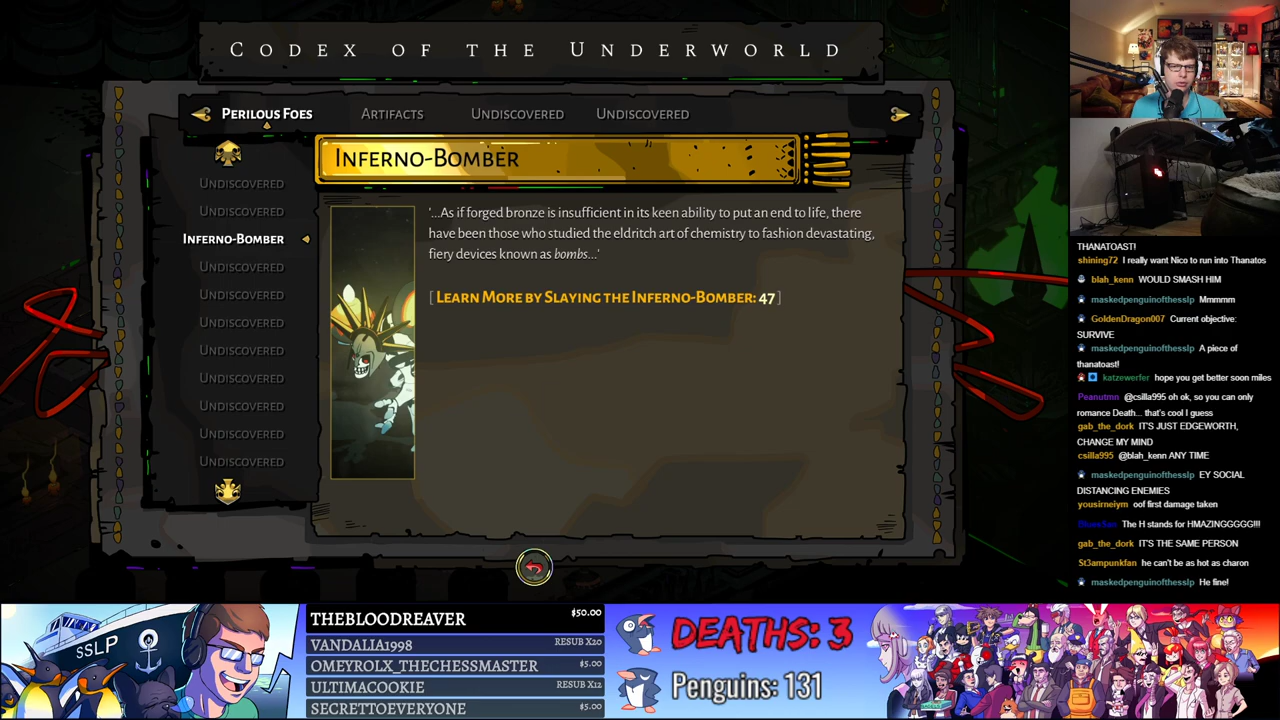 CODEX OF THE UNDERWORLD
PERILOUS FOES ARTIFACTS UNDISCOVERED UNDISCOVERED
INFERNO-BOMBER
UNDISCOVERED
UNDISCOVERED
INFERNO-BOMBER
UNDISCOVERED
UNDISCOVERED
UNDISCOVERED
UNDISCOVERED
UNDISCOVERED
UNDISCOVERED
UNDISCOVERED
UNDISCOVERED
'...As if forged bronze is insufficient in its keen ability to put an end to life, there
have been those who studied the eldritch art of chemistry to fashion devastating,
fiery devices known as bombs...'
[ LEARN MORE BY SLAYING THE INFERNO-BOMBER: 47 ]
THANATOAST!
shining72 I really want Nico to run into Thanatos
blah_kenn WOULD SMASH HIM
maskedpenguinofthesslp Mmmmm
GoldenDragon007 Current objective:
SURVIVE
maskedpenguinofthesslp A piece of
thanatoast!
katzewerfer hope you get better soon miles
Peanutmn @csilla995 oh ok, so you can only
romance Death... that's cool I guess
gab_the_dork IT'S JUST EDGEWORTH,
CHANGE MY MIND
csilla995 @blah_kenn ANY TIME
maskedpenguinofthesslp EY SOCIAL
DISTANCING ENEMIES
yousirneiym oof first damage taken
The H stands for HMAZINGGGGG!!!
gab_the_dork IT'S THE SAME PERSON
St3ampunkfan he can't be as hot as charon
maskedpenguinofthesslp He fine!
SSLP
THEBLOODREAVER $50.00
VANDALIA1998 RESUB X20
OMEYROLX_THECHESSMASTER $5.00
ULTIMACOOKIE RESUB X12
SECRETTOEVERYONE $5.00
DEATHS: 3
Penguins: 131